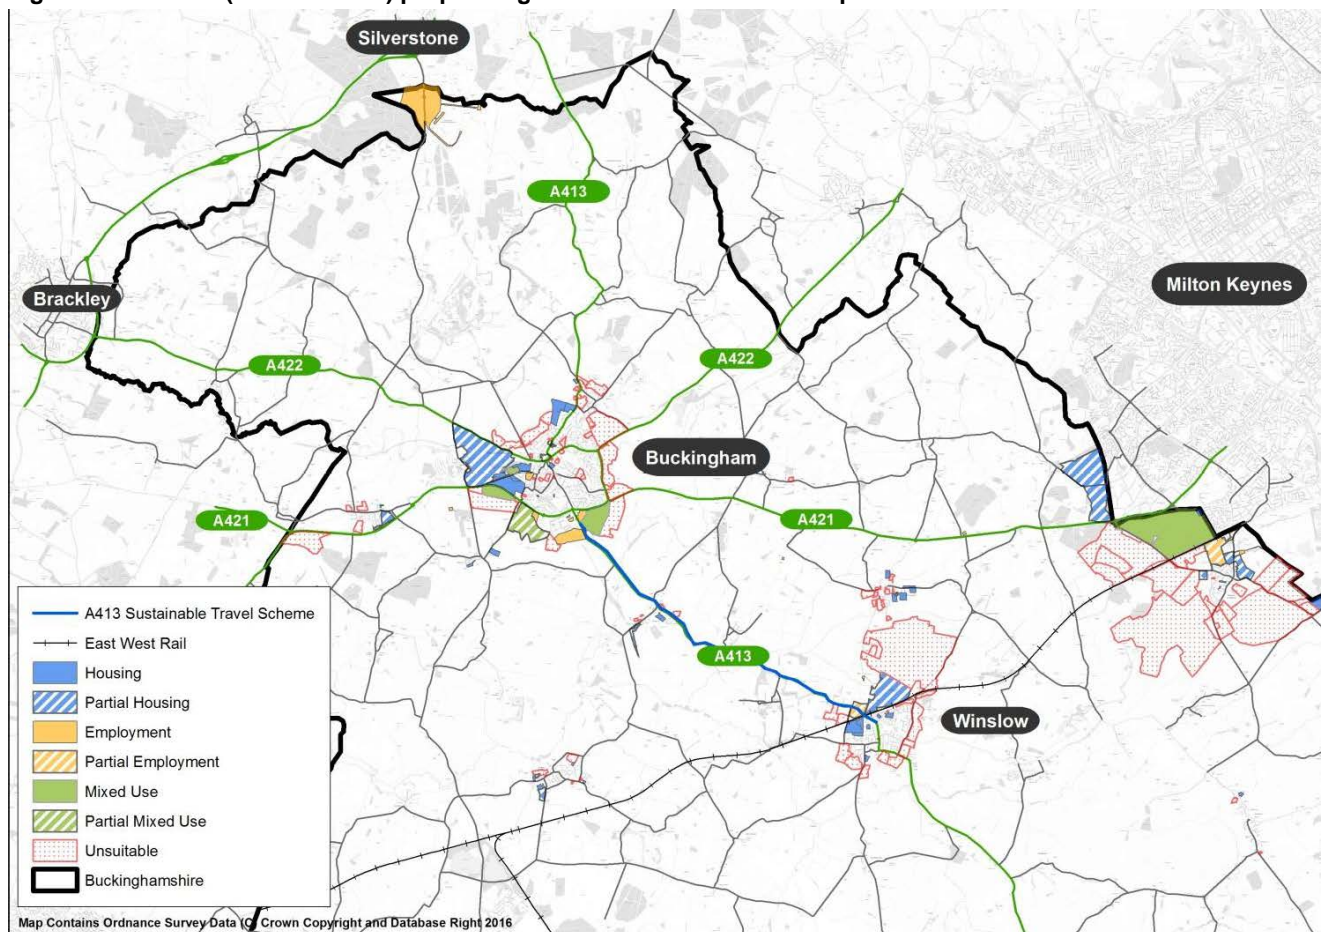 Silverstone
A413
Brackley
Milton Keynes
A422
A422
Buckingham
A421
A421
A413
Winslow
A413 Sustainable Travel Scheme
East West Rail
Housing
Partial Housing
Employment
Partial Employment
Mixed Use
Partial Mixed Use
Unsuitable
Buckinghamshire
Map Contains Ordnance Survey Data (C) Crown Copyright and Database Right 2016